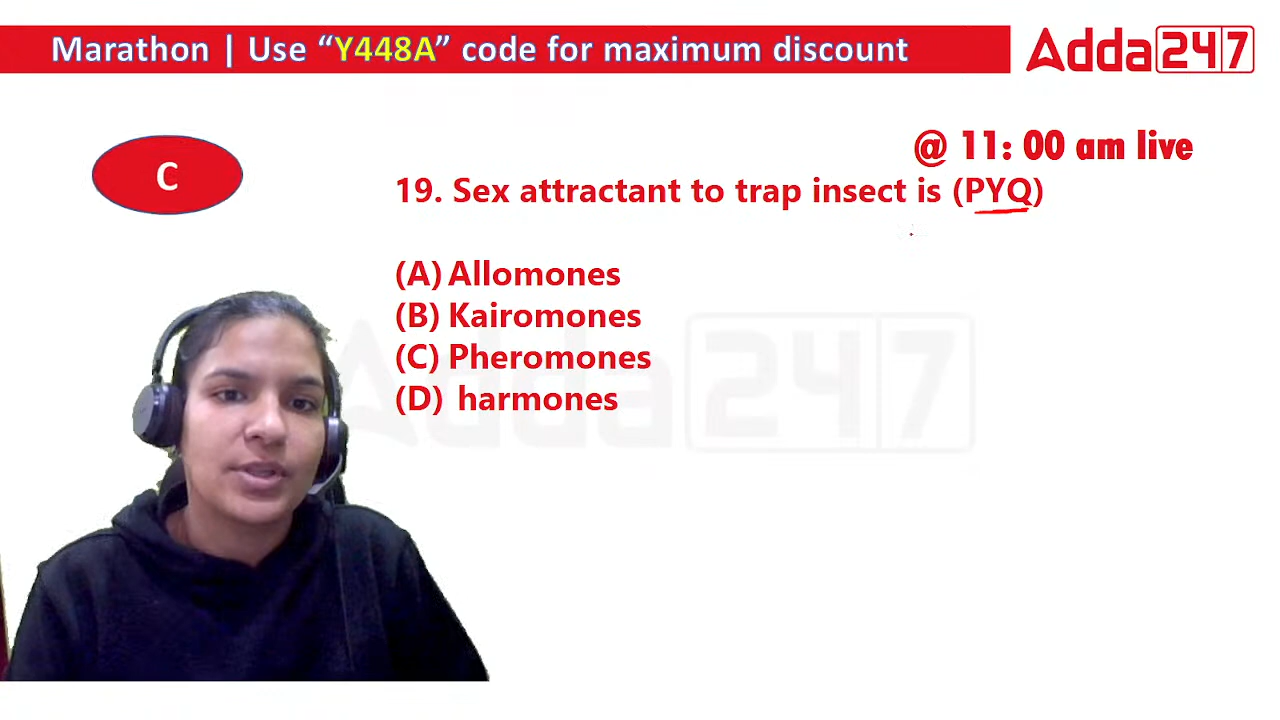 Marathon | Use “Y448A” code for maximum discount
Adda247
@ 11: 00 am live
C
19. Sex attractant to trap insect is (PYQ)
(A) Allomones
(B) Kairomones
(C) Pheromones
(D) harmones
Adda247